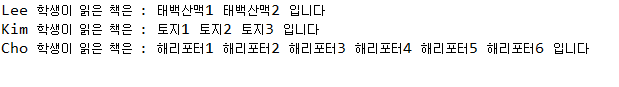 Lee 학생이 읽은 책은 : 태백산맥1 태백산맥2 입니다
Kim 학생이 읽은 책은 : 토지1 토지2 토지3 입니다
Cho 학생이 읽은 책은 : 해리포터1 해리포터2 해리포터3 해리포터4 해리포터5 해리포터6 입니다